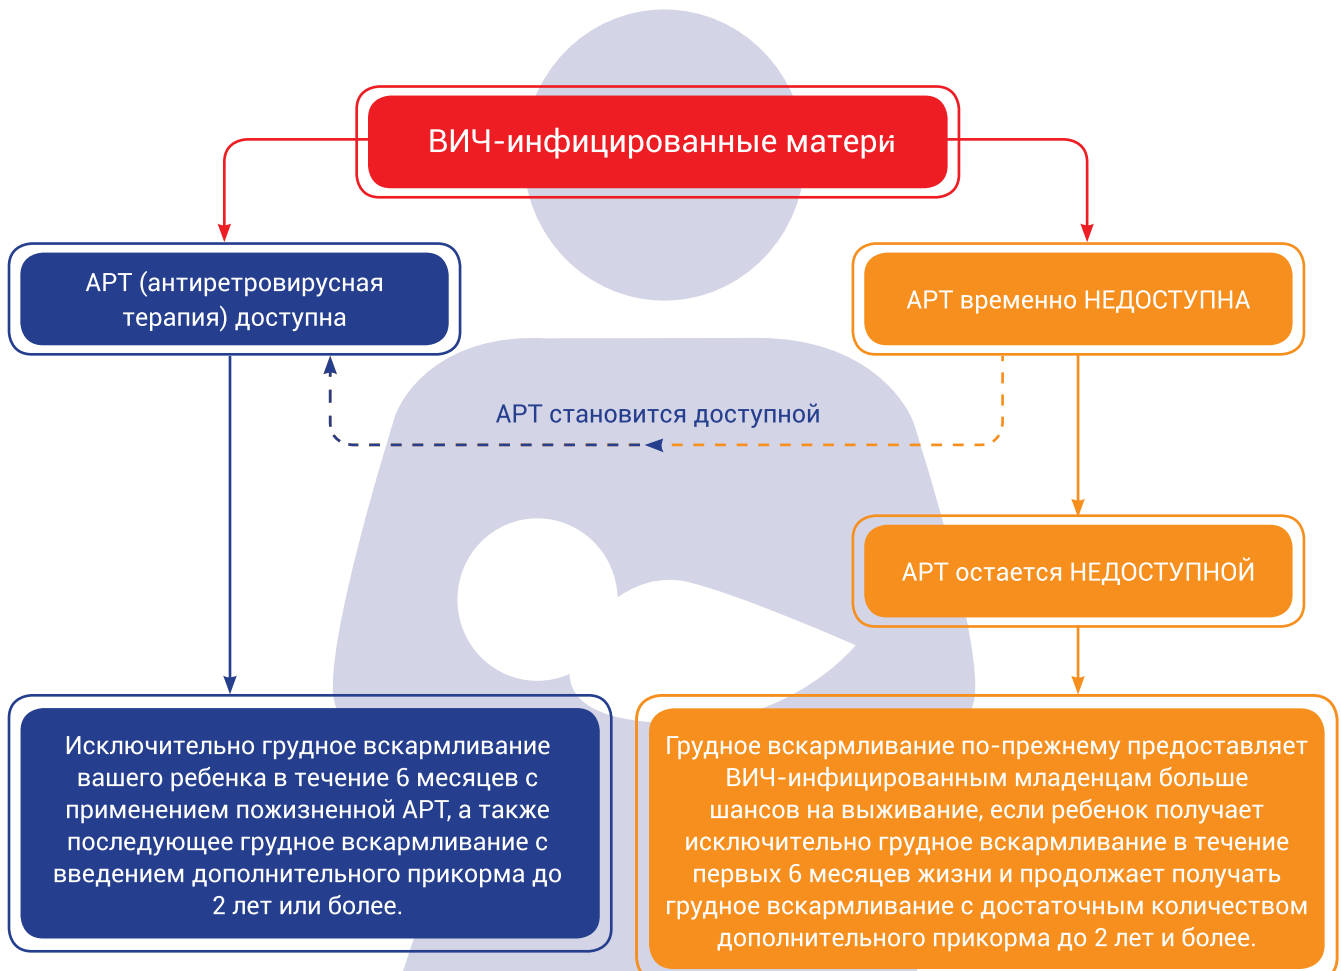 ВИЧ-инфицированные матери
АРТ (антиретровирусная
терапия) доступна
АРТ временно НЕДОСТУПНА
АРТ становится доступной
АРТ остается НЕДОСТУПНОЙ
Исключительно грудное вскармливание
вашего ребенка в течение 6 месяцев с
применением пожизненной АРТ, а также
последующее грудное вскармливание с
введением дополнительного прикорма до
2 лет или более.
Грудное вскармливание по-прежнему предоставляет
ВИЧ-инфицированным младенцам больше
шансов на выживание, если ребенок получает
исключительно грудное вскармливание в течение
первых 6 месяцев жизни и продолжает получать
грудное вскармливание с достаточным количеством
дополнительного прикорма до 2 лет и более.